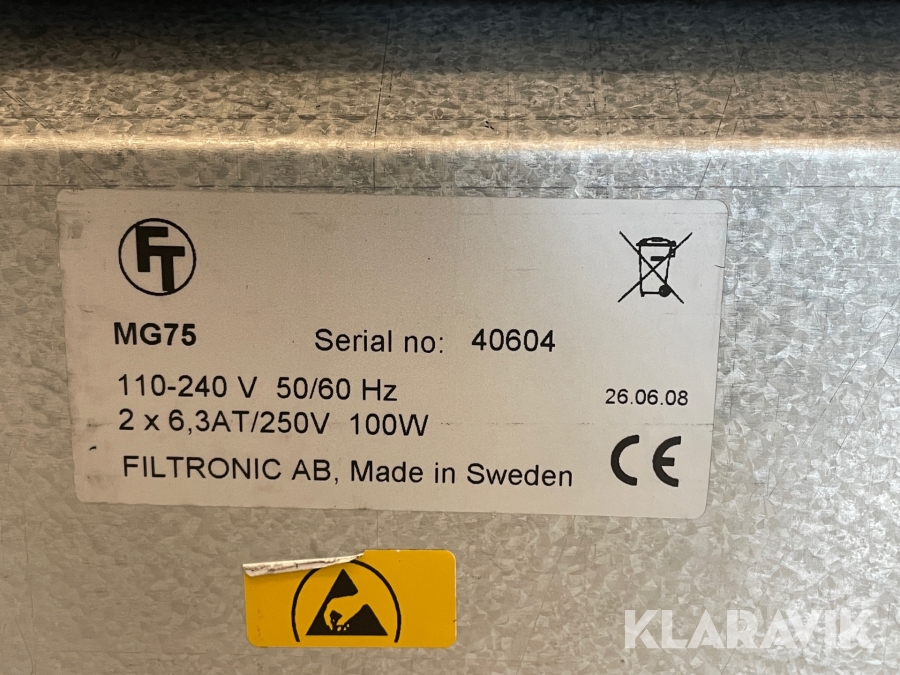 FT
MG75 Serial no: 40604
110-240 V 50/60 Hz
26.06.08
2 x 6,3AT/250V 100W
FILTRONIC AB, Made in Sweden
CE
KLARAVIK